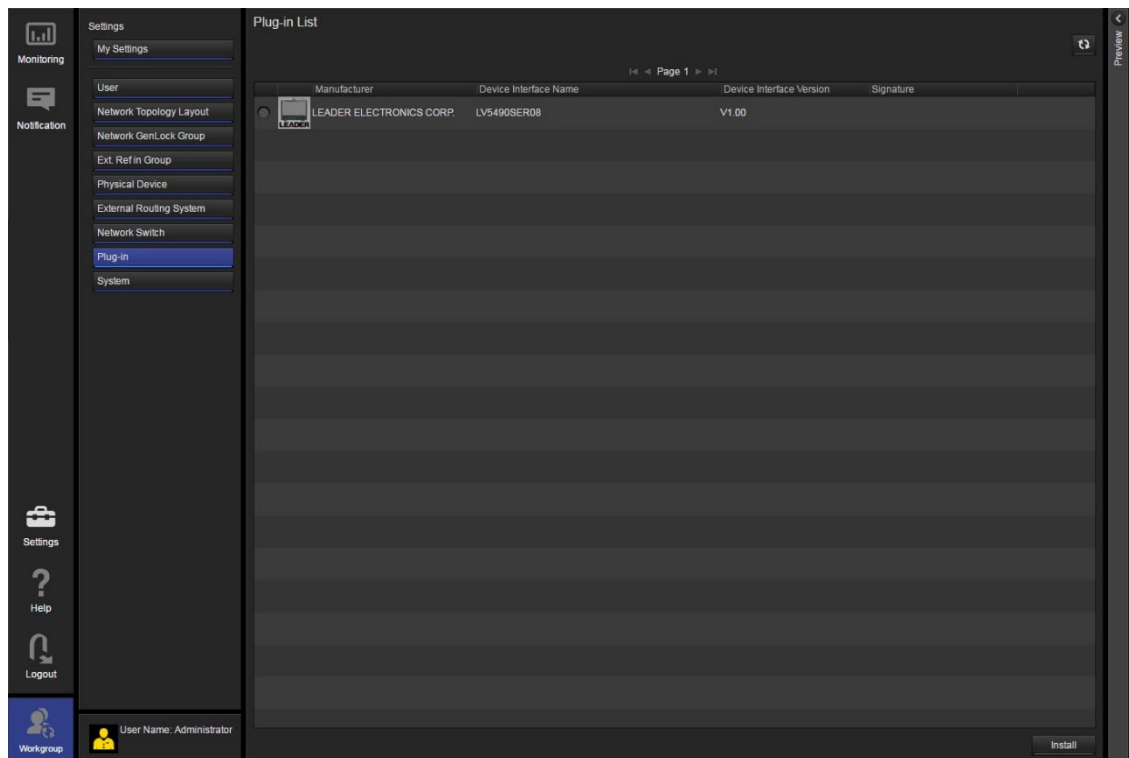 Monitoring
Notification
Settings
Help
Logout
Workgroup
Settings
My Settings
User
Network Topology Layout
Network GenLock Group
Ext. Ref in Group
Physical Device
External Routing System
Network Switch
Plug-in
System
User Name: Administrator
Plug-in List
Page 1
Manufacturer Device Interface Name Device Interface Version Signature
LEADER LEADER ELECTRONICS CORP. LV5490SER08 V1.00
Install
Preview